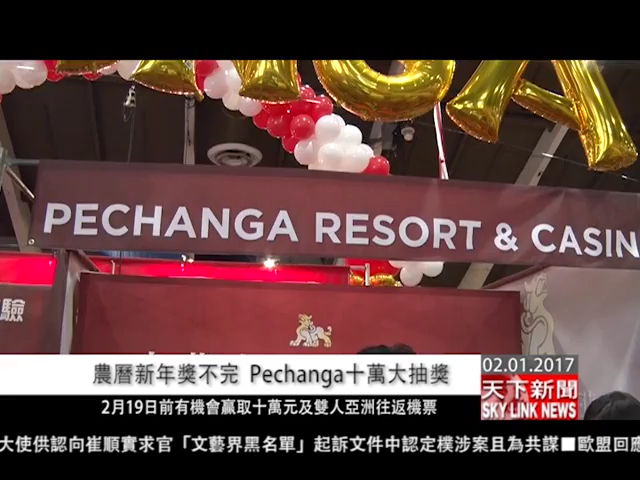 PECHANGA RESORT & CASIN
驗
農曆新年獎不完 Pechanga十萬大抽獎
02.01.2017
天下新聞
SKY LINK NEWS
2月19日前有機會贏取十萬元及雙人亞洲往返機票
大使供認向崔順實求官「文藝界黑名單」起訴文件中認定樸涉案且為共謀■歐盟回應